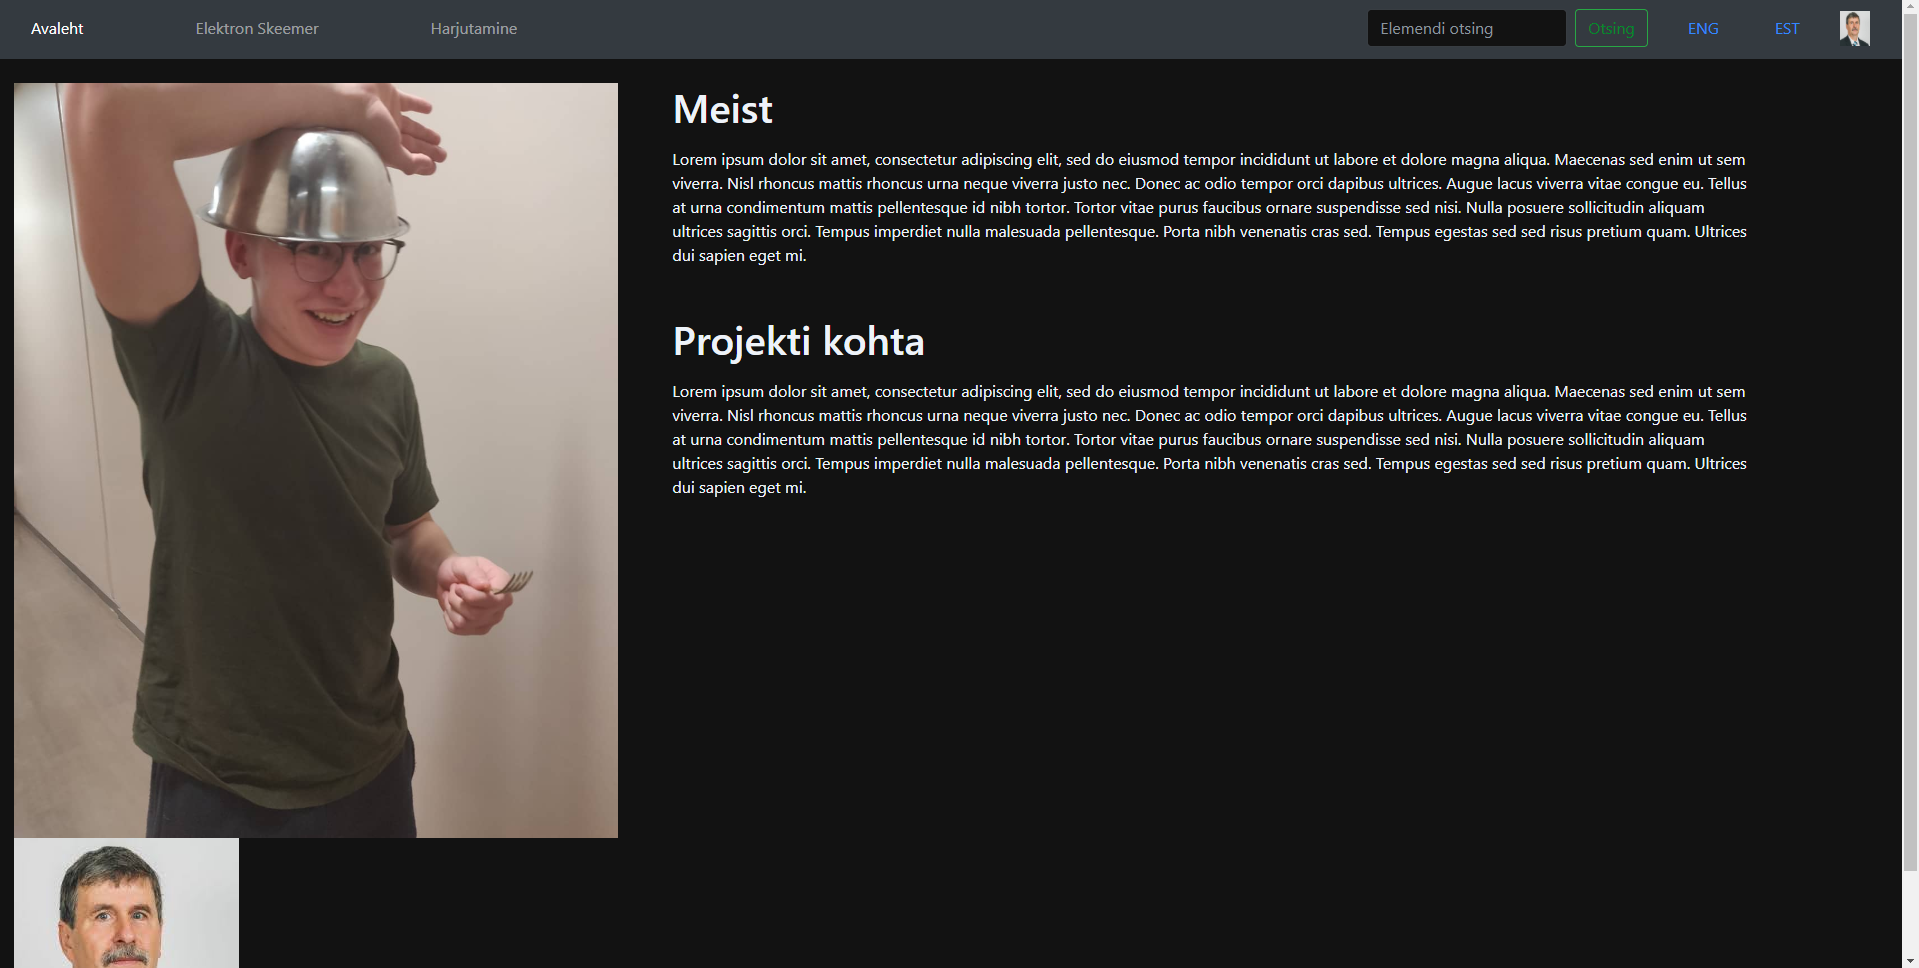 Avaleht Elektron Skeemer Harjutamine Elemendi otsing Otsing ENG EST
Meist
Lorem ipsum dolor sit amet, consectetur adipiscing elit, sed do eiusmod tempor incididunt ut labore et dolore magna aliqua. Maecenas sed enim ut sem
viverra. Nisl rhoncus mattis rhoncus urna neque viverra justo nec. Donec ac odio tempor orci dapibus ultrices. Augue lacus viverra vitae congue eu. Tellus
at urna condimentum mattis pellentesque id nibh tortor. Tortor vitae purus faucibus ornare suspendisse sed nisi. Nulla posuere sollicitudin aliquam
ultrices sagittis orci. Tempus imperdiet nulla malesuada pellentesque. Porta nibh venenatis cras sed. Tempus egestas sed sed risus pretium quam. Ultrices
dui sapien eget mi.
Projekti kohta
Lorem ipsum dolor sit amet, consectetur adipiscing elit, sed do eiusmod tempor incididunt ut labore et dolore magna aliqua. Maecenas sed enim ut sem
viverra. Nisl rhoncus mattis rhoncus urna neque viverra justo nec. Donec ac odio tempor orci dapibus ultrices. Augue lacus viverra vitae congue eu. Tellus
at urna condimentum mattis pellentesque id nibh tortor. Tortor vitae purus faucibus ornare suspendisse sed nisi. Nulla posuere sollicitudin aliquam
ultrices sagittis orci. Tempus imperdiet nulla malesuada pellentesque. Porta nibh venenatis cras sed. Tempus egestas sed sed risus pretium quam. Ultrices
dui sapien eget mi.